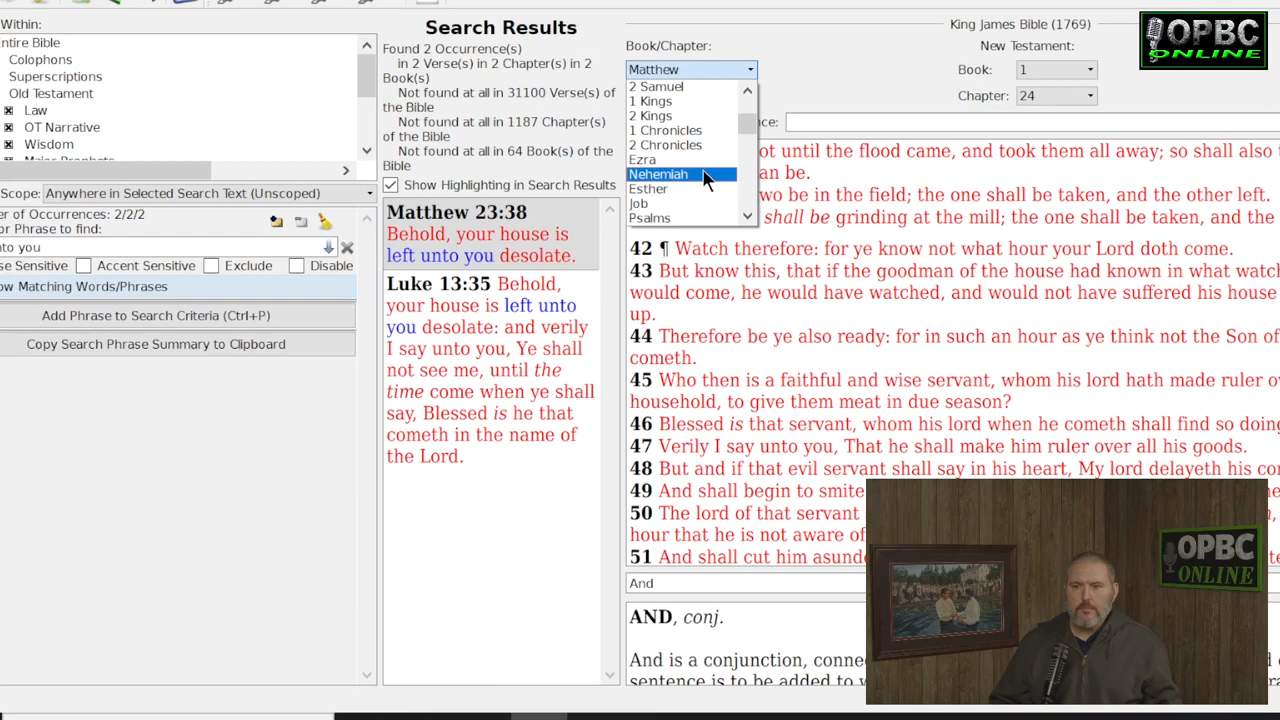 Within:
ntire Bible
Colophons
Superscriptions
Old Testament
Law
OT Narrative
Wisdom
Scope: Anywhere in Selected Search Text (Unscoped)
er of Occurrences: 2/2/2
r Phrase to find:
nto you
se Sensitive Accent Sensitive Exclude Disable
ow Matching Words/Phrases
Add Phrase to Search Criteria (Ctrl+P)
Copy Search Phrase Summary to Clipboard
Search Results
Found 2 Occurrence(s)
in 2 Verse(s) in 2 Chapter(s) in 2
Book(s)
Not found at all in 31100 Verse(s) of
the Bible
Not found at all in 1187 Chapter(s)
of the Bible
Not found at all in 64 Book(s) of the
Bible
Show Highlighting in Search Results
Matthew 23:38
Behold, your house is
left unto you desolate.
Luke 13:35 Behold,
your house is left unto
you desolate: and verily
I say unto you, Ye shall
not see me, until the
time come when ye shall
say, Blessed is he that
cometh in the name of
the Lord.
Book/Chapter:
Matthew
2 Samuel
1 Kings
2 Kings
1 Chronicles
2 Chronicles
Ezra
Nehemiah
Esther
Job
Psalms
King James Bible (1769)
New Testament:
Book: 1
Chapter: 24
nce:
ot until the flood came, and took them all away; so shall also t
an be.
wo be in the field; the one shall be taken, and the other left.
shall be grinding at the mill; the one shall be taken, and the
42 ¶ Watch therefore: for ye know not what hour your Lord doth come.
43 But know this, that if the goodman of the house had known in what watch
would come, he would have watched, and would not have suffered his house
up.
44 Therefore be ye also ready: for in such an hour as ye think not the Son of
cometh.
45 Who then is a faithful and wise servant, whom his lord hath made ruler ov
household, to give them meat in due season?
46 Blessed is that servant, whom his lord when he cometh shall find so doing
47 Verily I say unto you, That he shall make him ruler over all his goods.
48 But and if that evil servant shall say in his heart, My lord delayeth his co
49 And shall begin to smite
50 The lord of that servant
hour that he is not aware of
51 And shall cut him asunde
And
AND, conj.
And is a conjunction, conne
sentence is to be added to w
OPBC
ONLINE
OPBC
ONLINE